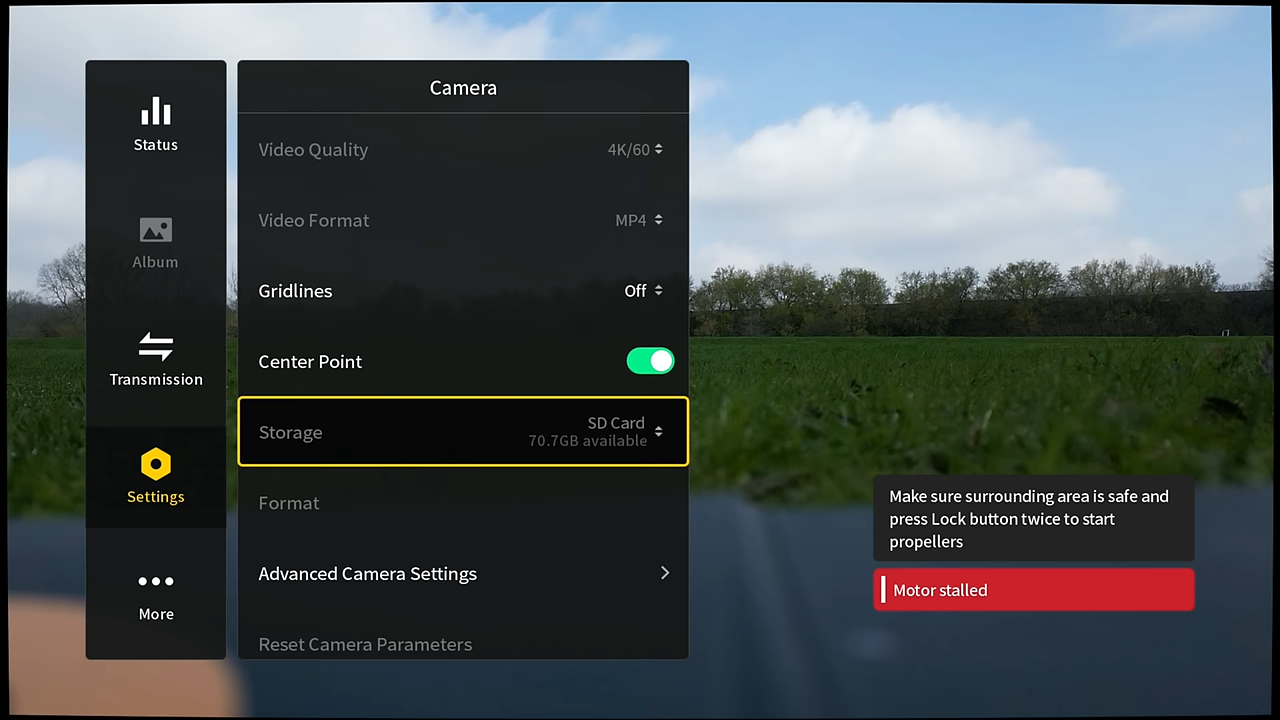 Status
Album
Transmission
Settings
More
Camera
Video Quality 4K/60
Video Format MP4
Gridlines Off
Center Point
Storage SD Card
70.7GB available
Format
Advanced Camera Settings
Reset Camera Parameters
Make sure surrounding area is safe and
press Lock button twice to start
propellers
Motor stalled